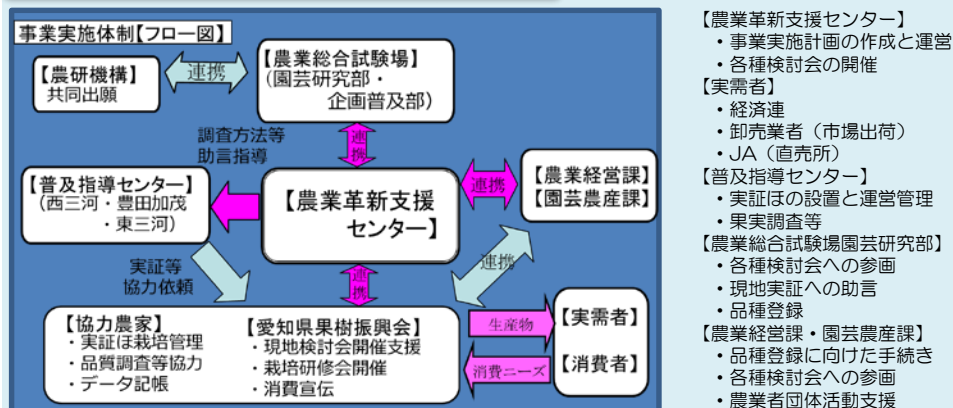 事業実施体制【フロー図】
【農研機構】
共同出願
連携
【農業総合試験場】
(園芸研究部・
企画普及部)
調査方法等
助言指導
連携
【普及指導センター】
(西三河・豊田加茂
・東三河)
【農業革新支援
センター】
連携
【農業経営課】
【園芸農産課】
実証等
協力依頼
連携
連携
【協力農家】
・実証ほ栽培管理
・品質調査等協力
・データ記帳
【愛知県果樹振興会】
・現地検討会開催支援
・栽培研修会開催
・消費宣伝
生産物
消費ニーズ
【実需者】
【消費者】
【農業革新支援センター】
・事業実施計画の作成と運営
・各種検討会の開催
【実需者】
・経済連
・卸売業者（市場出荷）
・JA（直売所）
【普及指導センター】
・実証ほの設置と運営管理
・果実調査等
【農業総合試験場園芸研究部】
・各種検討会への参画
・現地実証への助言
・品種登録
【農業経営課・園芸農産課】
・品種登録に向けた手続き
・各種検討会への参画
・農業者団体活動支援